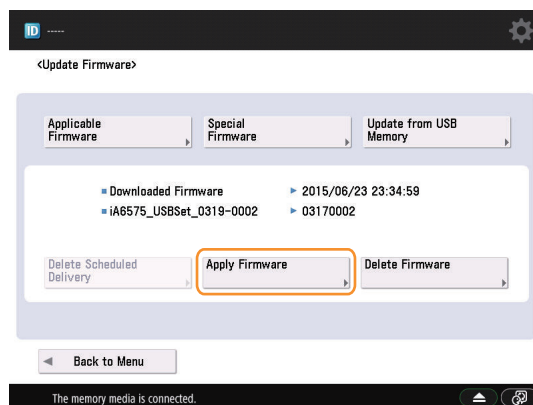 ID -----
<Update Firmware>
Applicable
Firmware
Special
Firmware
Update from USB
Memory
Downloaded Firmware
2015/06/23 23:34:59
iA6575_USBSet_0319-0002
03170002
Delete Scheduled
Delivery
Apply Firmware
Delete Firmware
Back to Menu
The memory media is connected.